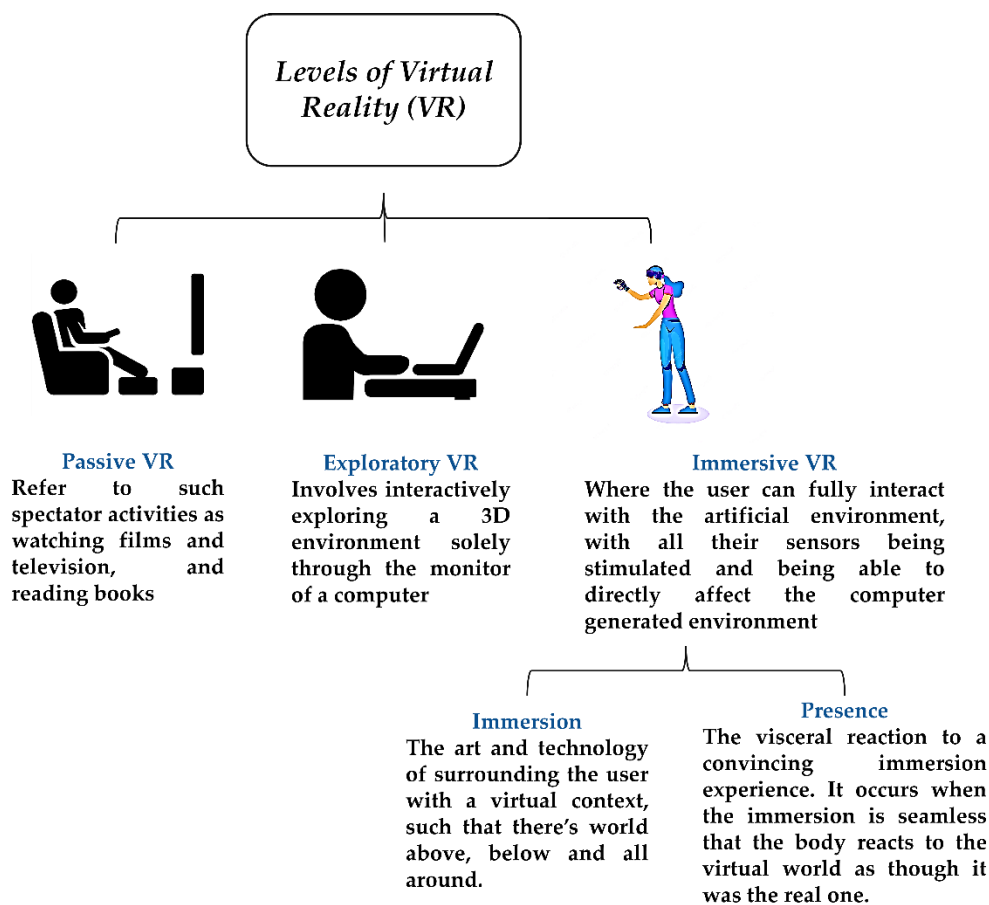 Levels of Virtual
Reality (VR)
Passive VR
Refer to such
spectator activities as
watching films and
television, and
reading books
Exploratory VR
Involves interactively
exploring a 3D
environment solely
through the monitor
of a computer
Immersive VR
Where the user can fully interact
with the artificial environment,
with all their sensors being
stimulated and being able to
directly affect the computer
generated environment
Immersion
The art and technology
of surrounding the user
with a virtual context,
such that there's world
above, below and all
around.
Presence
The visceral reaction to a
convincing immersion
experience. It occurs when
the immersion is seamless
that the body reacts to the
virtual world as though it
was the real one.